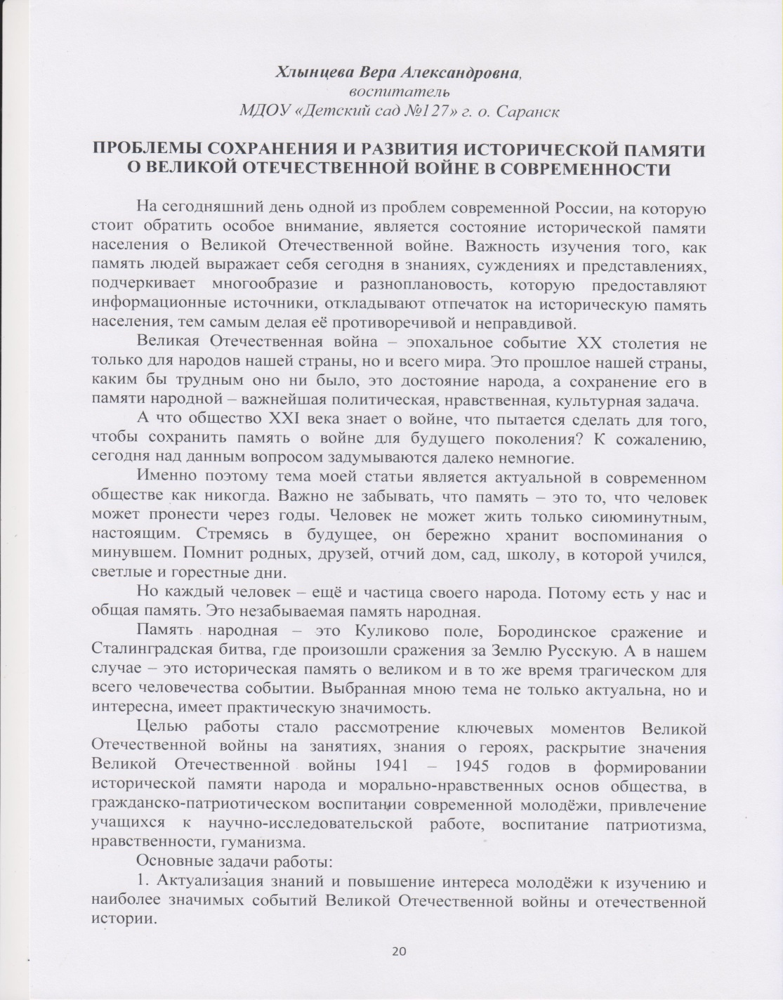 Хлынцева Вера Александровна,
воспитатель
МДОУ «Детский сад №127» г. о. Саранск
ПРОБЛЕМЫ СОХРАНЕНИЯ И РАЗВИТИЯ ИСТОРИЧЕСКОЙ ПАМЯТИ
О ВЕЛИКОЙ ОТЕЧЕСТВЕННОЙ ВОЙНЕ В СОВРЕМЕННОСТИ
На сегодняшний день одной из проблем современной России, на которую
стоит обратить особое внимание, является состояние исторической памяти
населения о Великой Отечественной войне. Важность изучения того, как
память людей выражает себя сегодня в знаниях, суждениях и представлениях,
подчеркивает многообразие и разноплановость, которую предоставляют
информационные источники, откладывают отпечаток на историческую память
населения, тем самым делая её противоречивой и неправдивой.
Великая Отечественная война – эпохальное событие XX столетия не
только для народов нашей страны, но и всего мира. Это прошлое нашей страны,
каким бы трудным оно ни было, это достояние народа, а сохранение его в
памяти народной – важнейшая политическая, нравственная, культурная задача.
А что общество XXI века знает о войне, что пытается сделать для того,
чтобы сохранить память о войне для будущего поколения? К сожалению,
сегодня над данным вопросом задумываются далеко немногие.
Именно поэтому тема моей статьи является актуальной в современном
обществе как никогда. Важно не забывать, что память – это то, что человек
может пронести через годы. Человек не может жить только сиюминутным,
настоящим. Стремясь в будущее, он бережно хранит воспоминания о
минувшем. Помнит родных, друзей, отчий дом, сад, школу, в которой учился,
светлые и горестные дни.
Но каждый человек – ещё и частица своего народа. Потому есть у нас и
общая память. Это незабываемая память народная.
Память народная – это Куликово поле, Бородинское сражение и
Сталинградская битва, где произошли сражения за Землю Русскую. А в нашем
случае – это историческая память о великом и в то же время трагическом для
всего человечества событии. Выбранная мною тема не только актуальна, но и
интересна, имеет практическую значимость.
Целью работы стало рассмотрение ключевых моментов Великой
Отечественной войны на занятиях, знания о героях, раскрытие значения
Великой Отечественной войны 1941 – 1945 годов в формировании
исторической памяти народа и морально-нравственных основ общества, в
гражданско-патриотическом воспитании современной молодёжи, привлечение
учащихся к научно-исследовательской работе, воспитание патриотизма,
нравственности, гуманизма.
Основные задачи работы:
1. Актуализация знаний и повышение интереса молодёжи к изучению и
наиболее значимых событий Великой Отечественной войны и отечественной
истории.
20